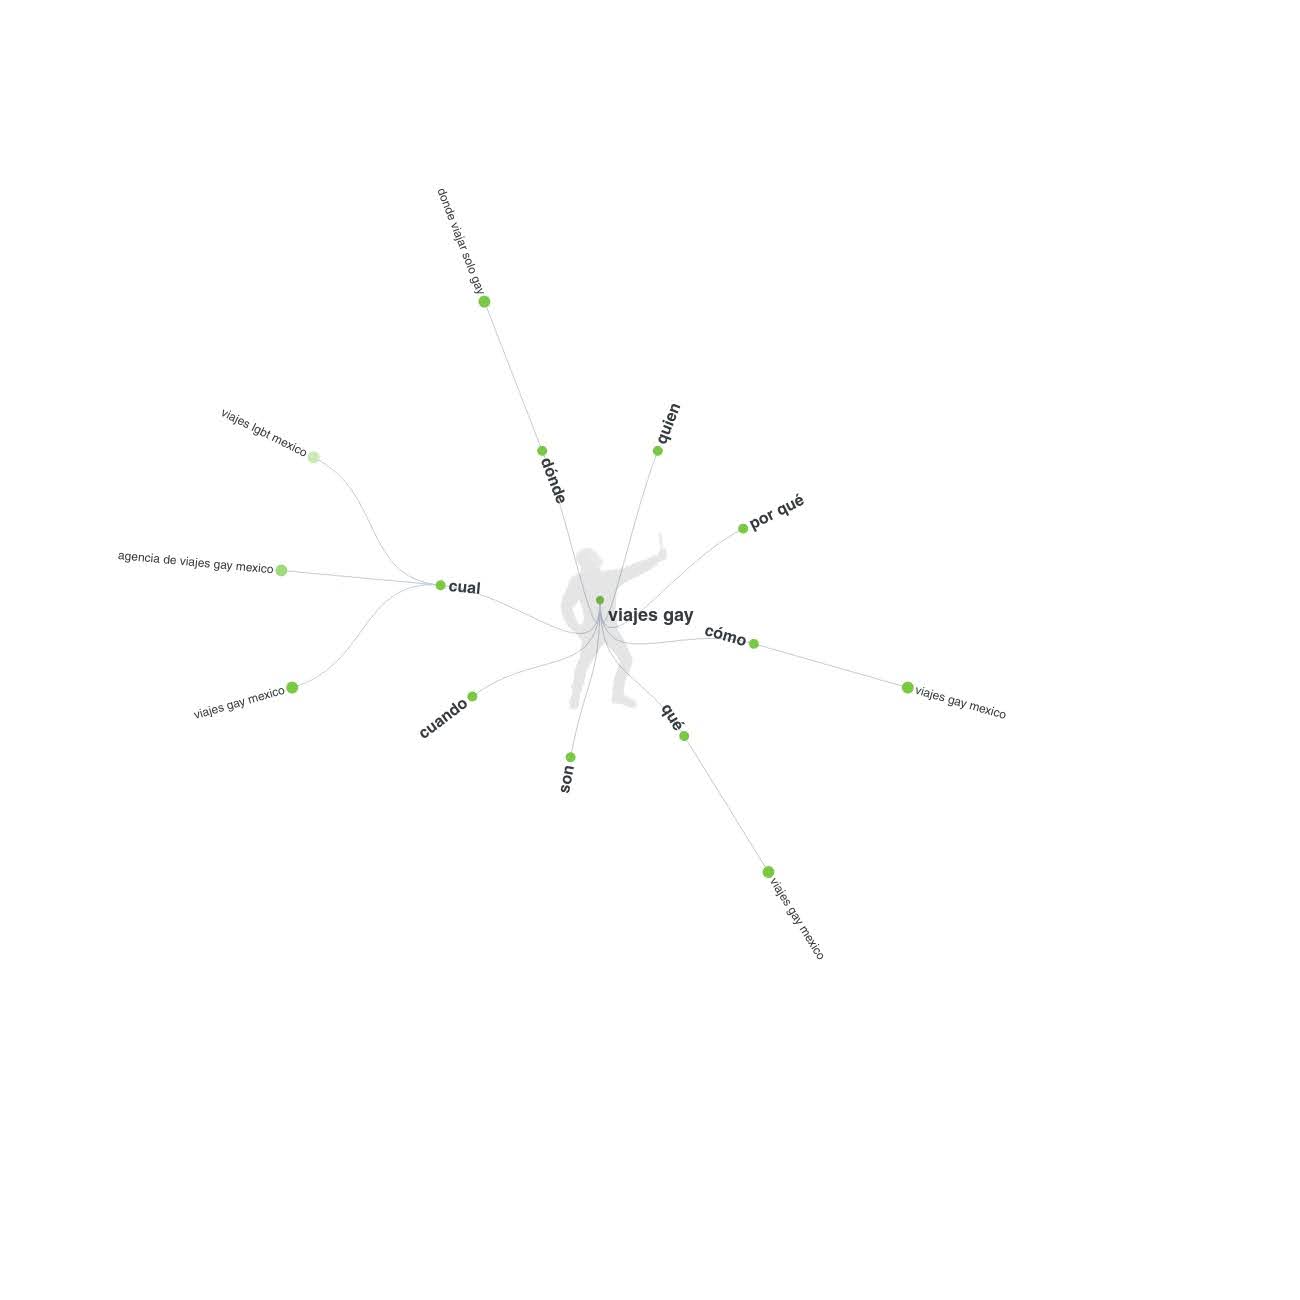 donde viajar solo gay
dónde
quien
por qué
viajes lgbt mexico
agencia de viajes gay mexico
viajes gay mexico
cual
viajes gay
cómo
viajes gay mexico
cuando
son
qué
viajes gay mexico